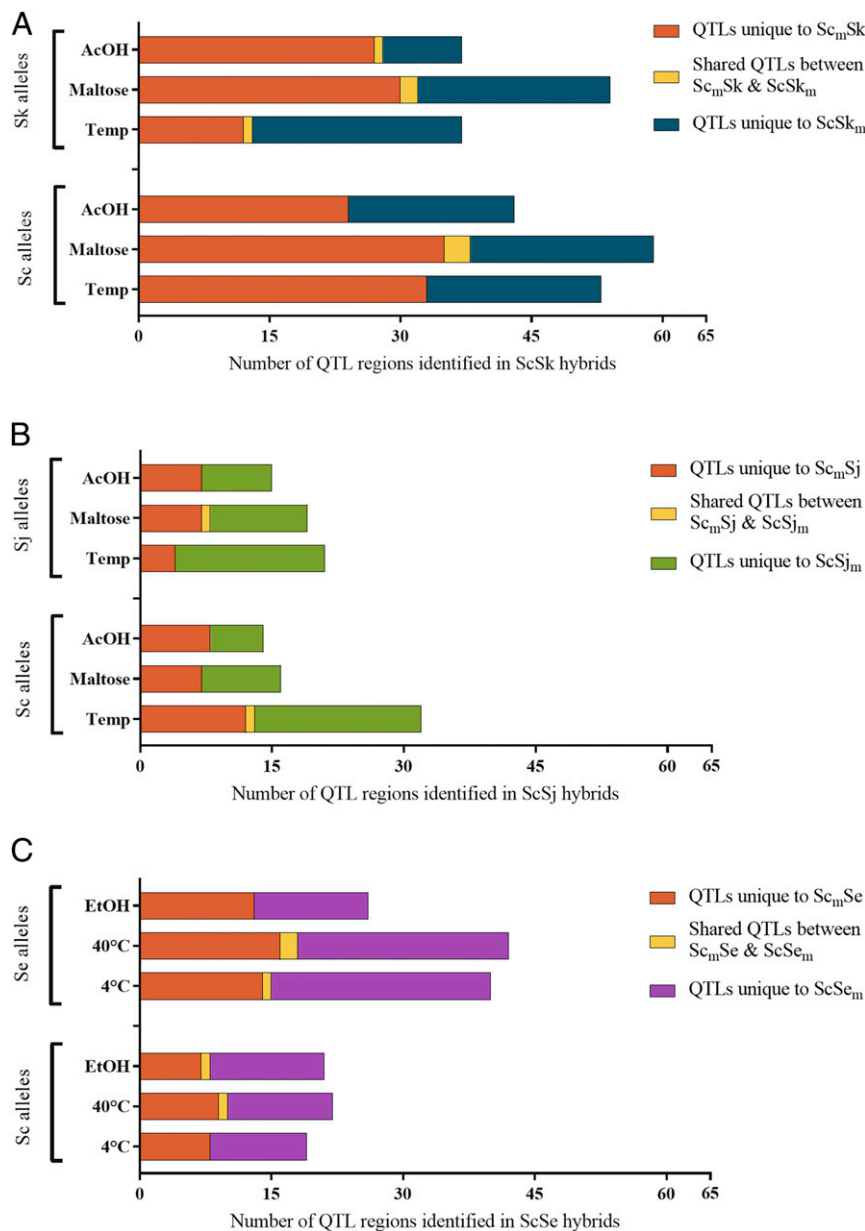 A
Sk alleles
AcOH
Maltose
Temp
Sc alleles
AcOH
Maltose
Temp
0 15 30 45 60 65
Number of QTL regions identified in ScSk hybrids
QTLs unique to ScmSk
Shared QTLs between
ScmSk & ScSkm
QTLs unique to ScSkm
B
Sj alleles
AcOH
Maltose
Temp
Sc alleles
AcOH
Maltose
Temp
0 15 30 45 60 65
Number of QTL regions identified in ScSj hybrids
QTLs unique to ScmSj
Shared QTLs between
ScmSj & ScSjm
QTLs unique to ScSjm
C
Se alleles
EtOH
40°C
4°C
Sc alleles
EtOH
40°C
4°C
0 15 30 45 60 65
Number of QTL regions identified in ScSe hybrids
QTLs unique to ScmSe
Shared QTLs between
ScmSe & ScSem
QTLs unique to ScSem